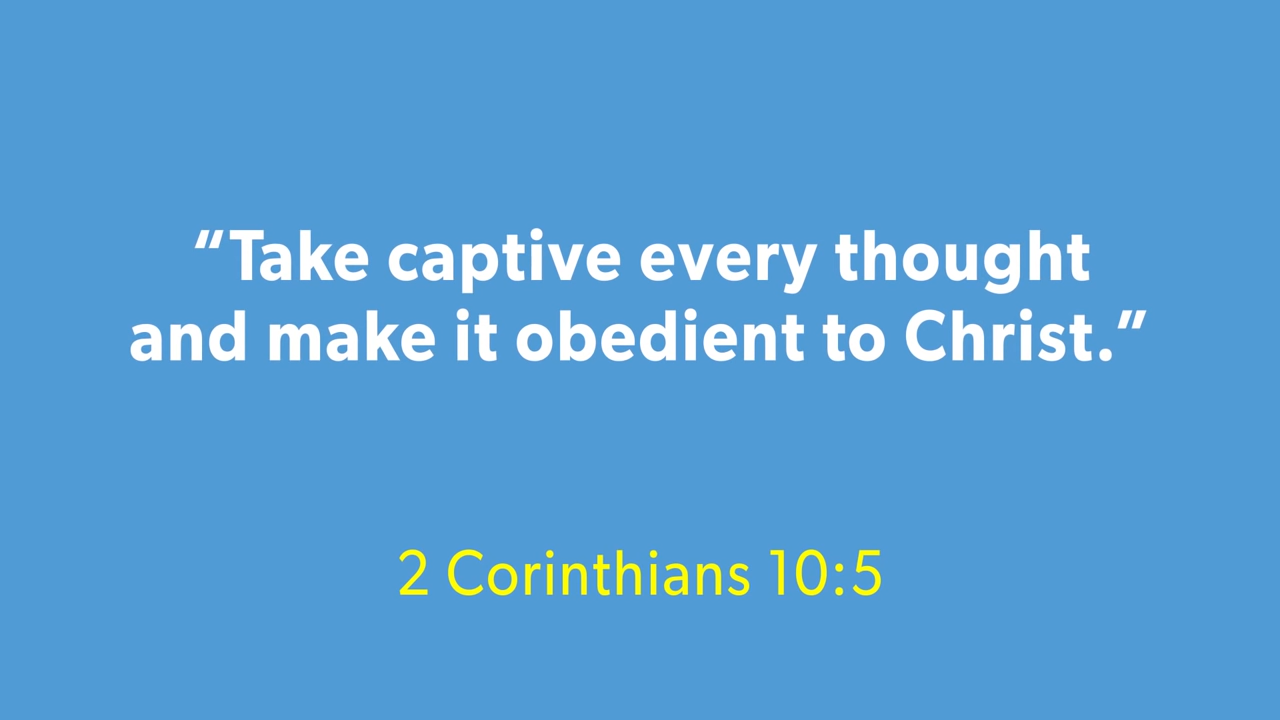 “Take captive every thought
and make it obedient to Christ.”
2 Corinthians 10:5